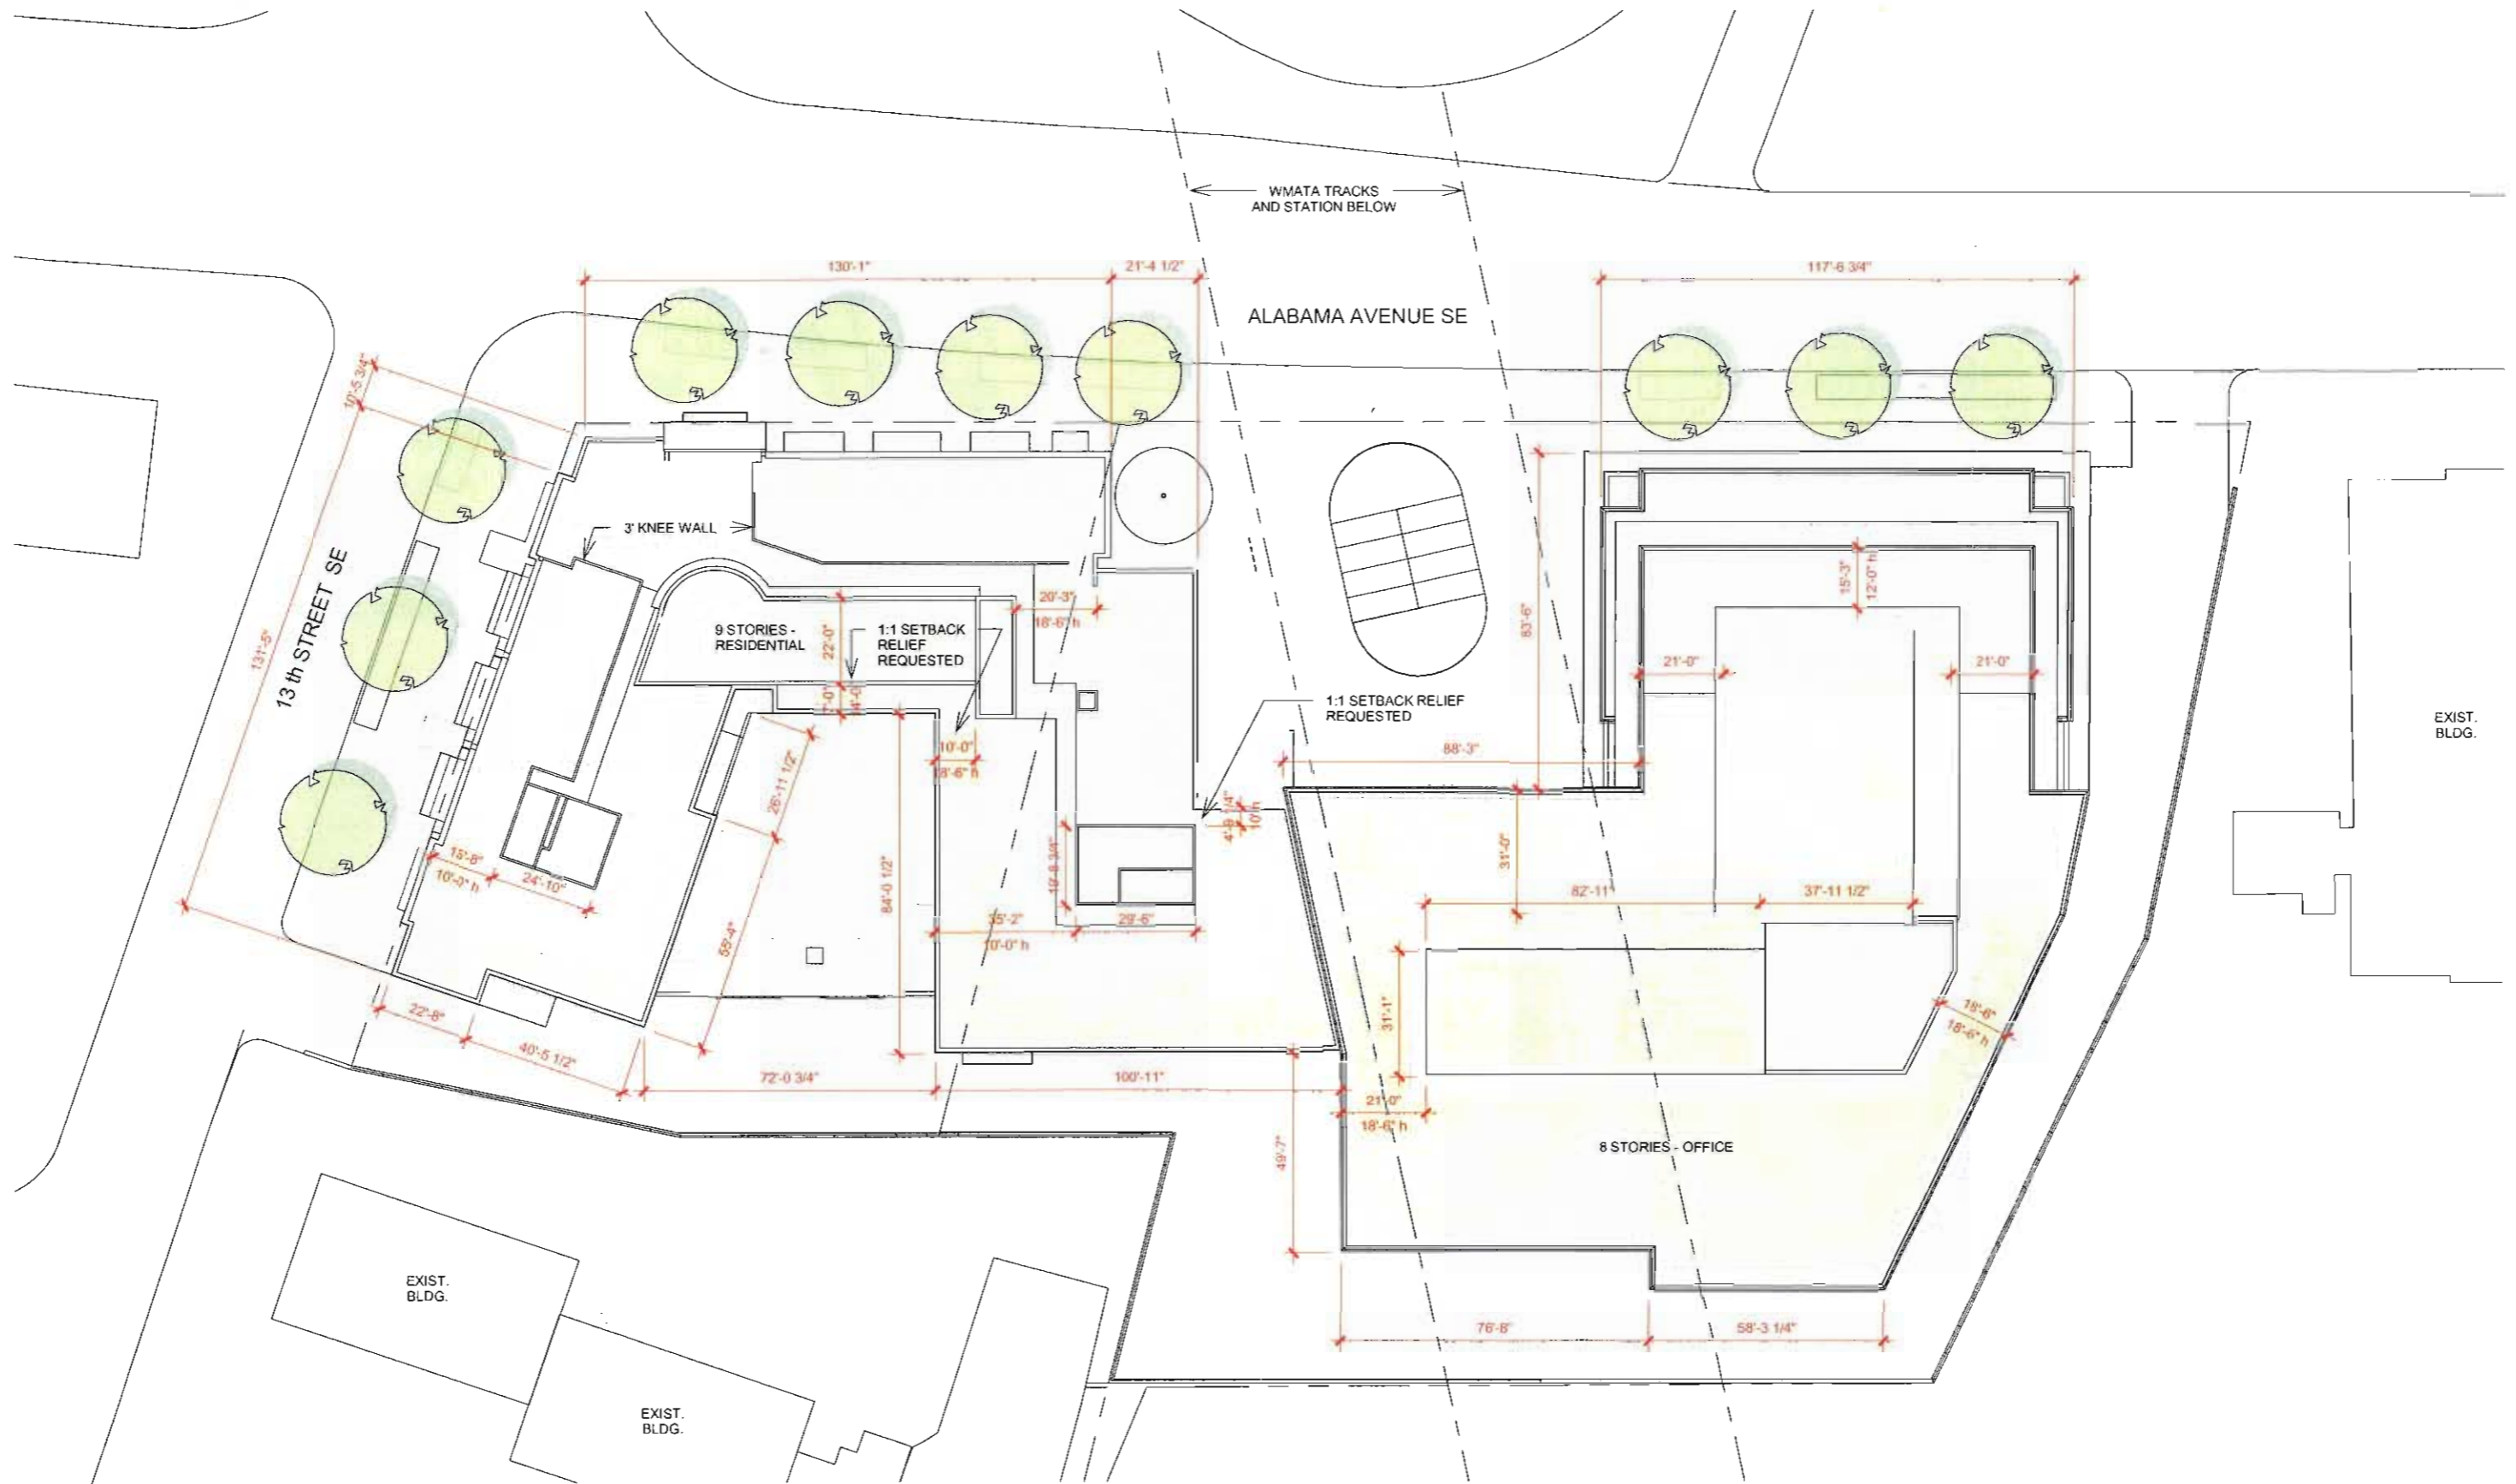 WMATA TRACKS
AND STATION BELOW
130'-1"
21'-4 1/2"
117'-6 3/4"
ALABAMA AVENUE SE
10'-5 3/4"
131'-5"
13 th STREET SE
3' KNEE WALL
9 STORIES -
RESIDENTIAL
22'-0"
1:1 SETBACK
RELIEF
REQUESTED
20'-3"
18'-6" h
83'-6"
15'-3"
12'-0" h
21'-0"
21'-0"
1:1 SETBACK RELIEF
REQUESTED
EXIST.
BLDG.
10'-0"
88'-3"
26'-11 1/2"
31'-0"
15'-8"
10'-0" h
24'-10"
84'-0 1/2"
55'-4"
35'-2"
10'-0" h
29'-6"
82'-11"
37'-11 1/2"
31'-1"
18'-6"
18'-6" h
22'-8"
40'-5 1/2"
72'-0 3/4"
100'-11"
21'-0"
18'-6" h
49'-7"
8 STORIES - OFFICE
76'-8"
58'-3 1/4"
EXIST.
BLDG.
EXIST.
BLDG.